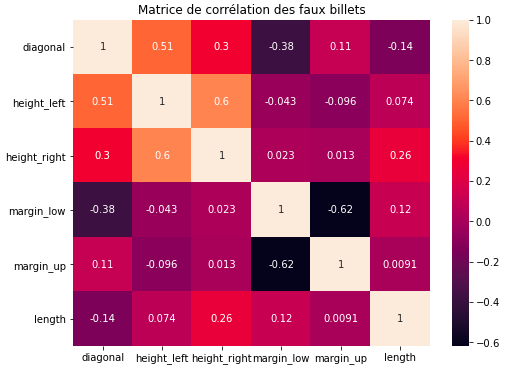 Matrice de corrélation des faux billets
diagonal 1 0.51 0.3 -0.38 0.11 -0.14
height_left 0.51 1 0.6 -0.043 -0.096 0.074
height_right 0.3 0.6 1 0.023 0.013 0.26
margin_low -0.38 -0.043 0.023 1 -0.62 0.12
margin_up 0.11 -0.096 0.013 -0.62 1 0.0091
length -0.14 0.074 0.26 0.12 0.0091 1
diagonal height_left height_right margin_low margin_up length
1.0
0.8
0.6
0.4
0.2
0.0
−0.2
−0.4
−0.6